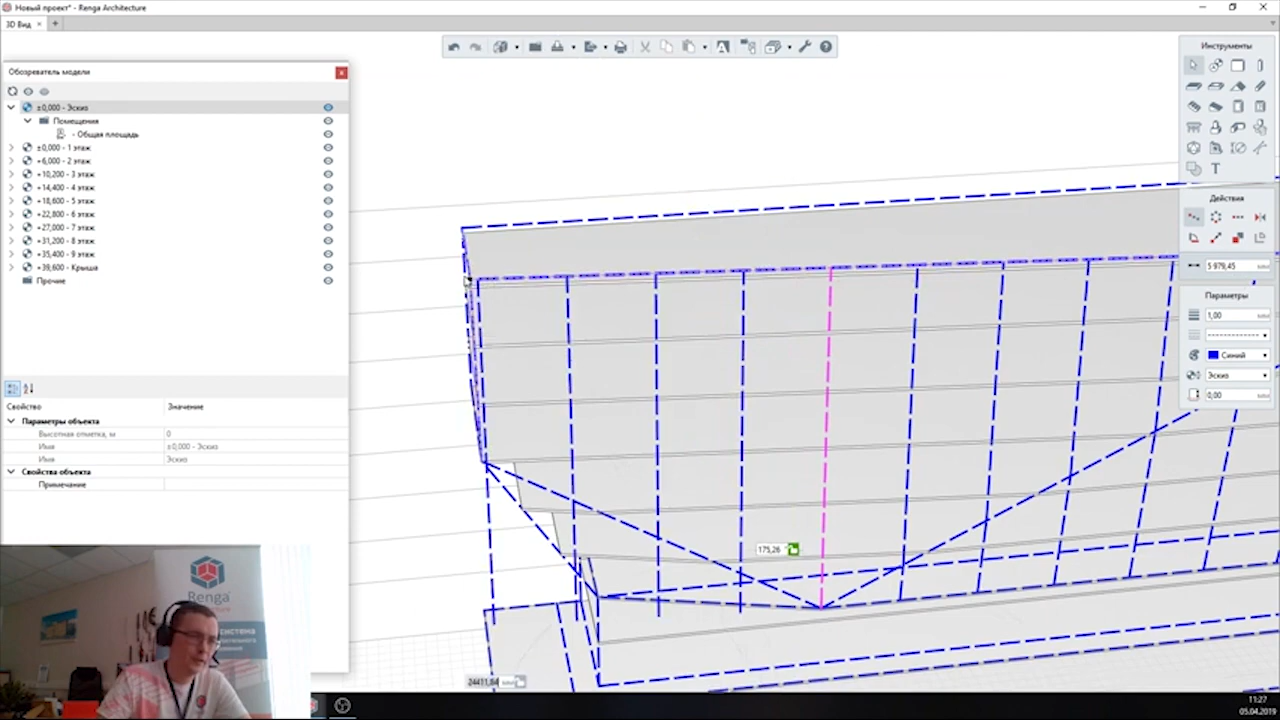 Новый проект* - Renga Architecture
3D Вид
Обозреватель модели
±0,000 - Эскиз
Помещения
- Общая площадь
±0,000 - 1 этаж
+6,000 - 2 этаж
+10,200 - 3 этаж
+14,400 - 4 этаж
+18,600 - 5 этаж
+22,800 - 6 этаж
+27,000 - 7 этаж
+31,200 - 8 этаж
+35,400 - 9 этаж
+39,600 - Крыша
Прочие
Свойство Значение
Параметры объекта
Высотная отметка, м 0
Имя ±0,000 - Эскиз
Имя Эскиз
Свойства объекта
Примечание
Инструменты
Действия
5 979,45
Параметры
1,00
Синий
Эскиз
0,00
175,26
Renga
11:27
05.04.2019